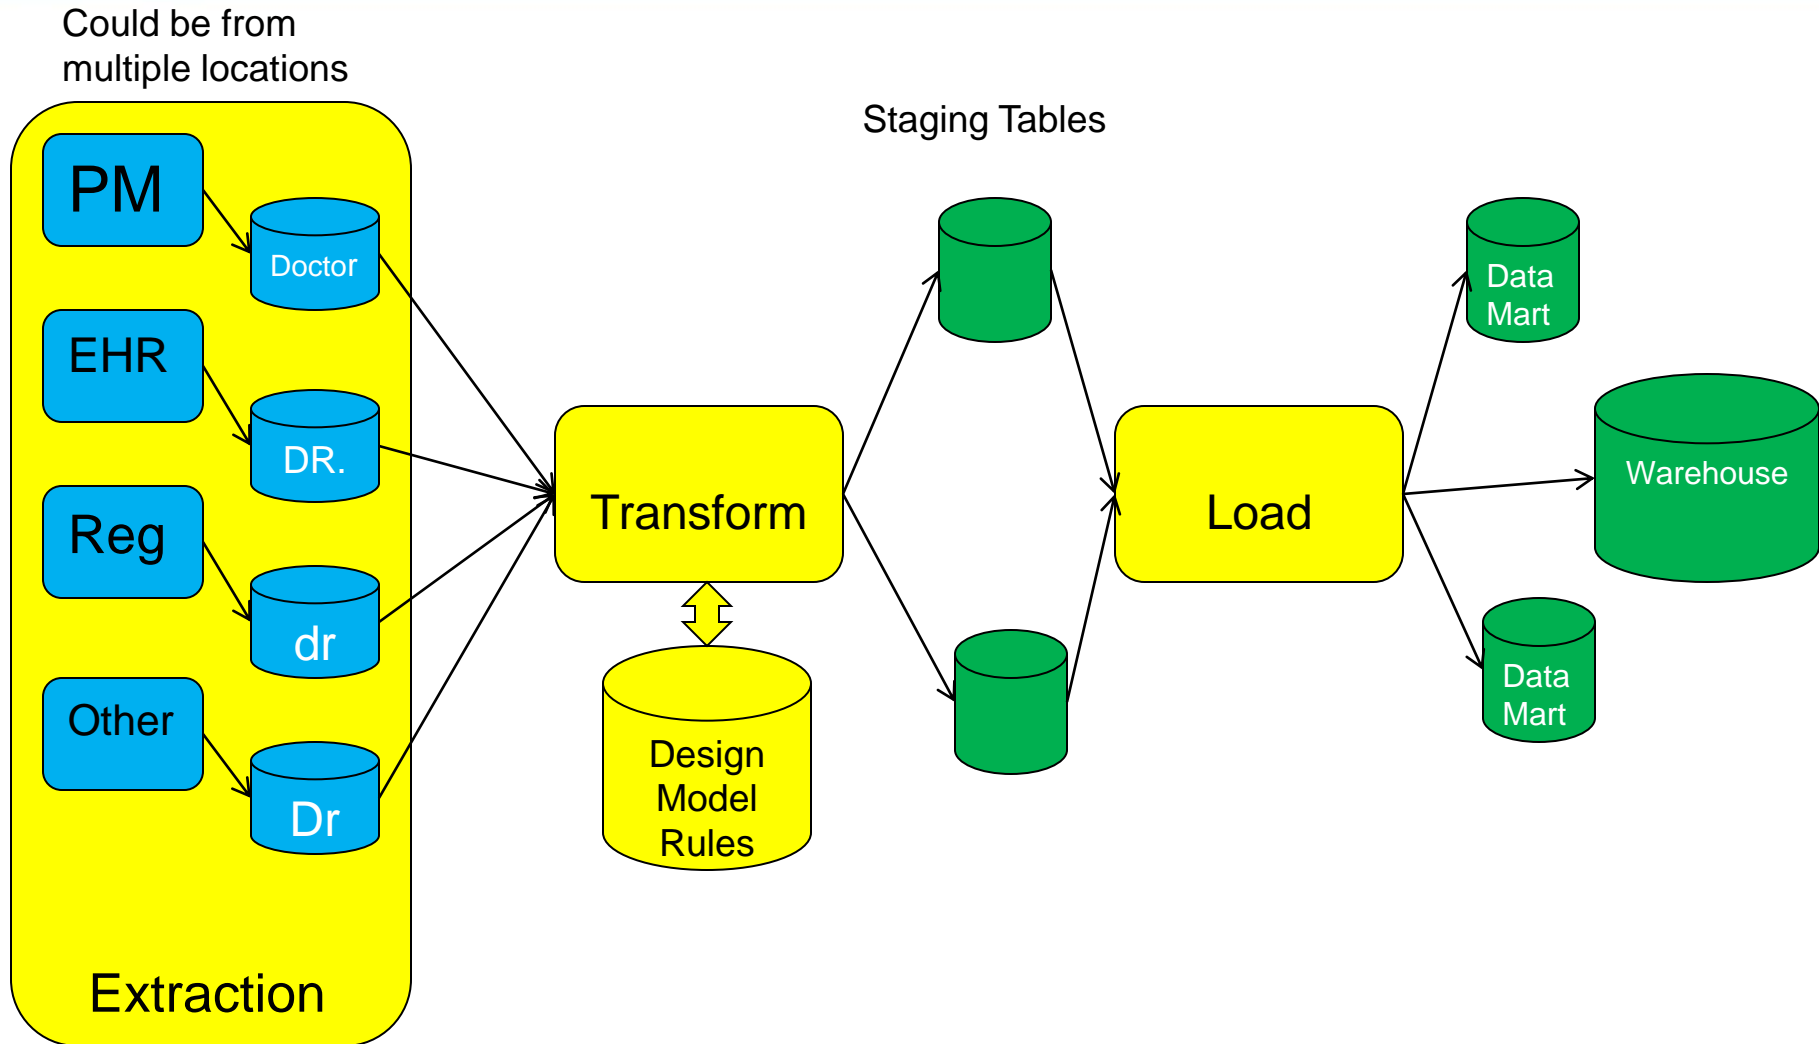 Could be from
multiple locations
Staging Tables
PM
Doctor
EHR
DR.
Reg
dr
Other
Dr
Extraction
Transform
Design
Model
Rules
Load
Data
Mart
Warehouse
Data
Mart